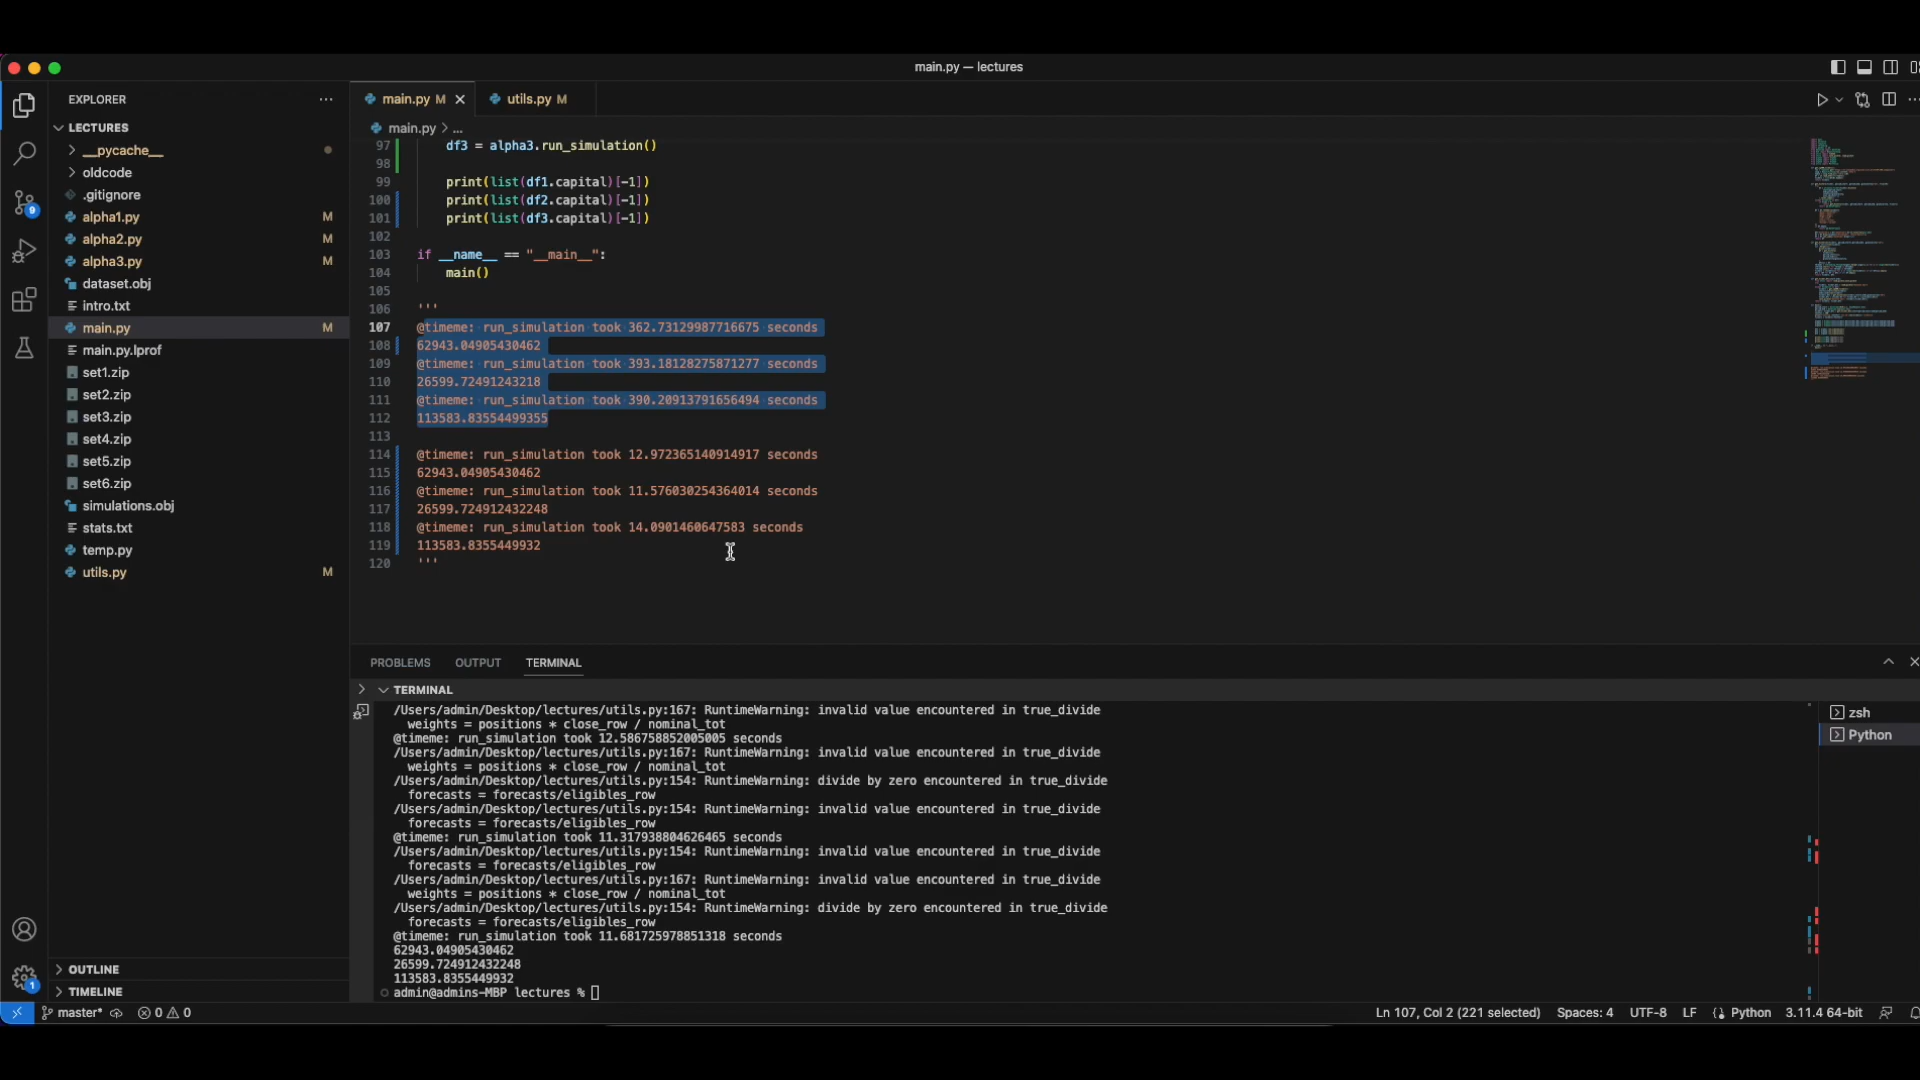 main.py — lectures
EXPLORER
LECTURES
__pycache__
oldcode
.gitignore
alpha1.py M
alpha2.py M
alpha3.py M
dataset.obj
intro.txt
main.py M
main.py.lprof
set1.zip
set2.zip
set3.zip
set4.zip
set5.zip
set6.zip
simulations.obj
stats.txt
temp.py
utils.py M
OUTLINE
TIMELINE
9
1
main.py M
utils.py M
main.py > ...
97 df3 = alpha3.run_simulation()
98
99 print(list(df1.capital)[-1])
100 print(list(df2.capital)[-1])
101 print(list(df3.capital)[-1])
102
103 if __name__ == "__main__":
104 main()
105
106 '''
107 @timeme: run_simulation took 362.73129987716675 seconds
108 62943.04905430462
109 @timeme: run_simulation took 393.18128275871277 seconds
110 26599.72491243218
111 @timeme: run_simulation took 390.20913791656494 seconds
112 113583.83554499355
113
114 @timeme: run_simulation took 12.972365140914917 seconds
115 62943.04905430462
116 @timeme: run_simulation took 11.576030254364014 seconds
117 26599.724912432248
118 @timeme: run_simulation took 14.0901460647583 seconds
119 113583.8355449932
120 '''
PROBLEMS OUTPUT TERMINAL
TERMINAL
/Users/admin/Desktop/lectures/utils.py:167: RuntimeWarning: invalid value encountered in true_divide
weights = positions * close_row / nominal_tot
@timeme: run_simulation took 12.586758852005005 seconds
/Users/admin/Desktop/lectures/utils.py:167: RuntimeWarning: invalid value encountered in true_divide
weights = positions * close_row / nominal_tot
/Users/admin/Desktop/lectures/utils.py:154: RuntimeWarning: divide by zero encountered in true_divide
forecasts = forecasts/eligibles_row
/Users/admin/Desktop/lectures/utils.py:154: RuntimeWarning: invalid value encountered in true_divide
forecasts = forecasts/eligibles_row
@timeme: run_simulation took 11.317938804626465 seconds
/Users/admin/Desktop/lectures/utils.py:154: RuntimeWarning: invalid value encountered in true_divide
forecasts = forecasts/eligibles_row
/Users/admin/Desktop/lectures/utils.py:167: RuntimeWarning: invalid value encountered in true_divide
weights = positions * close_row / nominal_tot
/Users/admin/Desktop/lectures/utils.py:154: RuntimeWarning: divide by zero encountered in true_divide
forecasts = forecasts/eligibles_row
@timeme: run_simulation took 11.681725978851318 seconds
62943.04905430462
26599.724912432248
113583.8355449932
admin@admins-MBP lectures %
zsh
Python
master* 0 0
Ln 107, Col 2 (221 selected) Spaces: 4 UTF-8 LF Python 3.11.4 64-bit